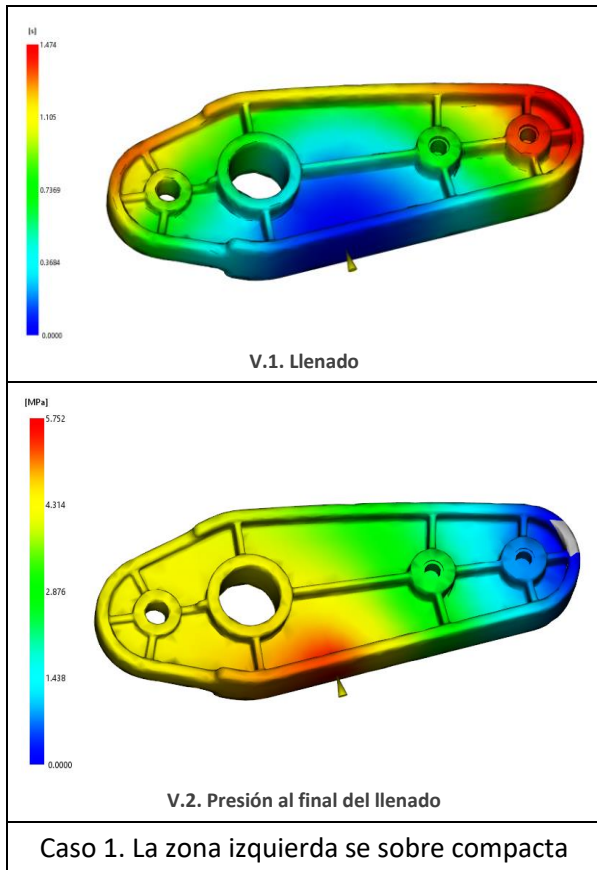 [s]
1.474
1.105
0.7369
0.3684
0.0000
V.1. Llenado
[MPa]
5.752
4.314
2.876
1.438
0.0000
V.2. Presión al final del llenado
Caso 1. La zona izquierda se sobre compacta